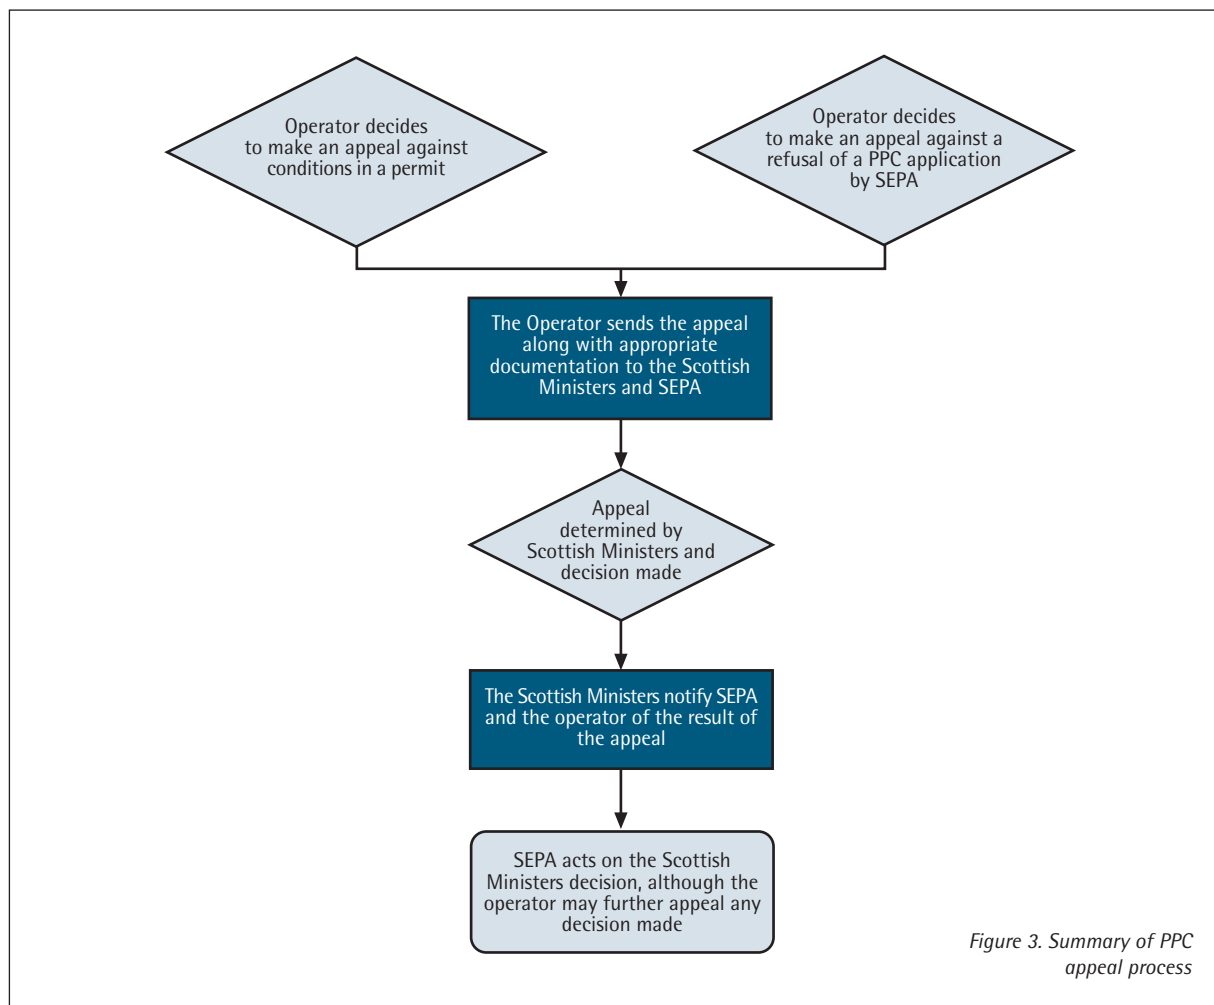 Operator decides
to make an appeal against
conditions in a permit
Operator decides
to make an appeal against a
refusal of a PPC application
by SEPA
The Operator sends the appeal
along with appropriate
documentation to the Scottish
Ministers and SEPA
Appeal
determined by
Scottish Ministers and
decision made
The Scottish Ministers notify SEPA
and the operator of the result of
the appeal
SEPA acts on the Scottish
Ministers decision, although the
operator may further appeal any
decision made
Figure 3. Summary of PPC
appeal process